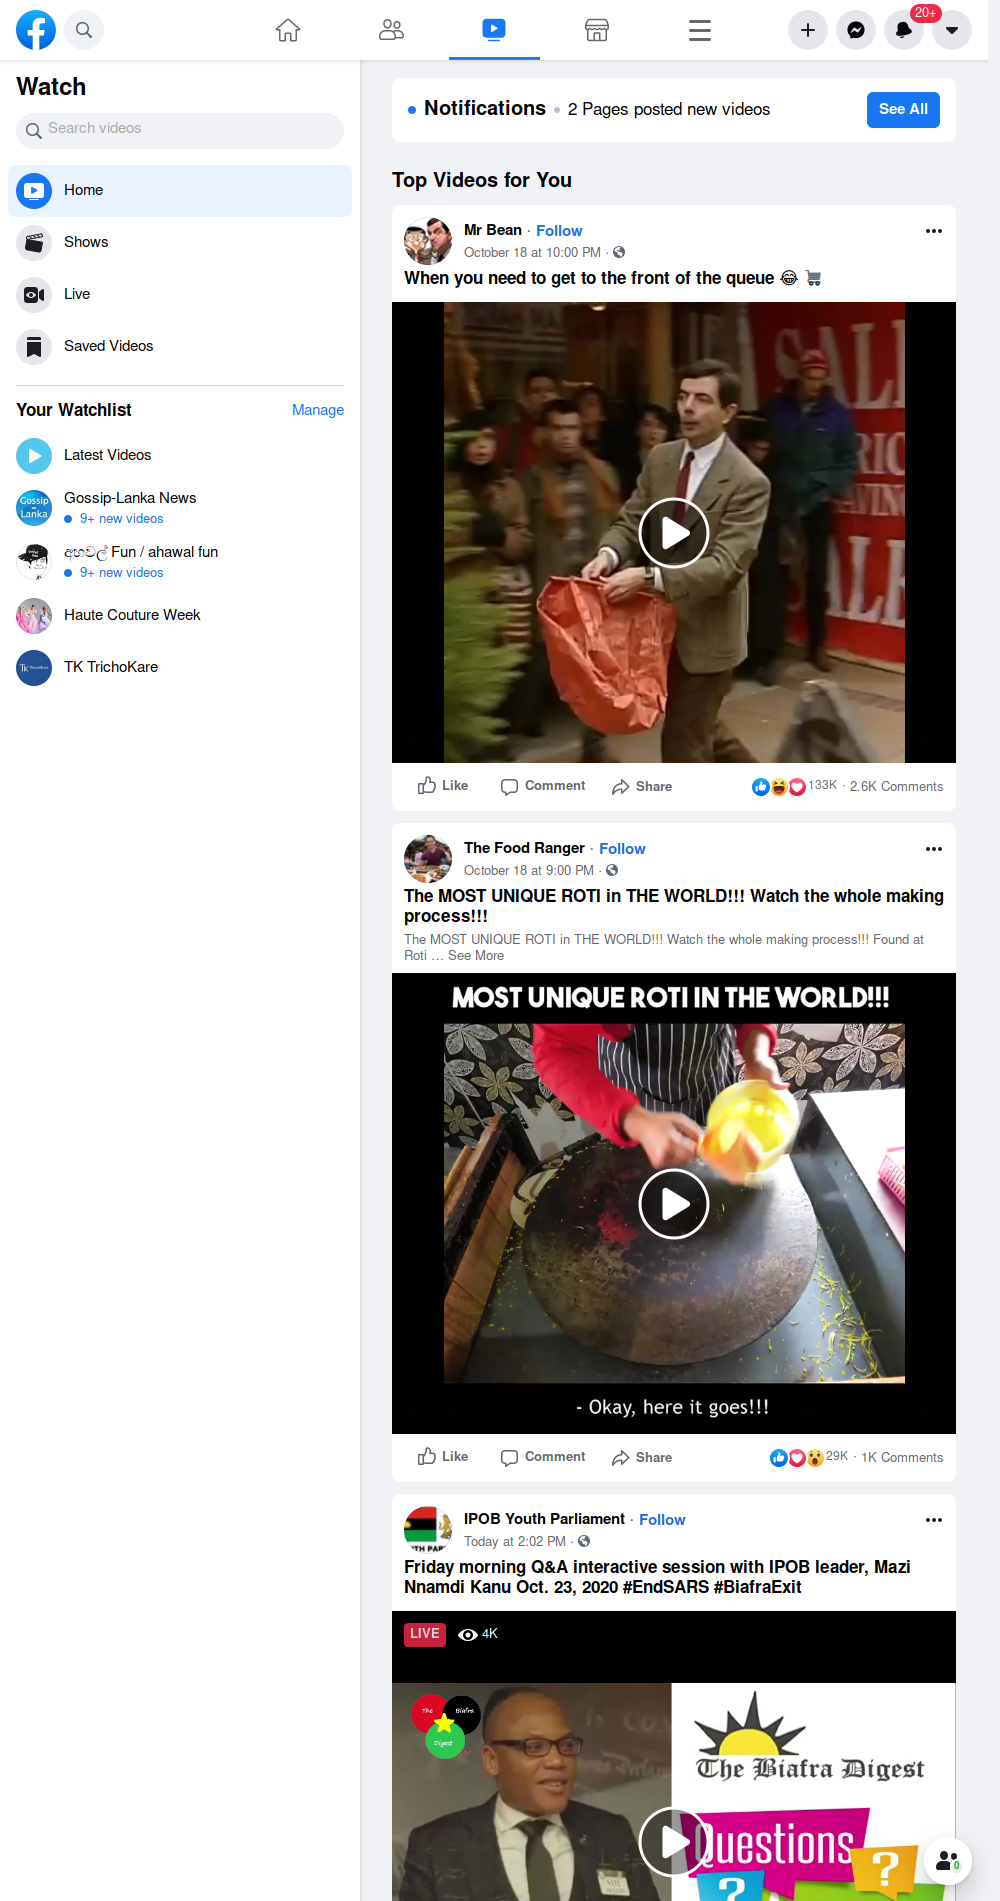 20+
Watch
Search videos
Home
Shows
Live
Saved Videos
Your Watchlist Manage
Latest Videos
Gossip-Lanka News
9+ new videos
අහවල් Fun / ahawal fun
9+ new videos
Haute Couture Week
TK TrichoKare
Gossip
Lanka
Notifications 2 Pages posted new videos See All
Top Videos for You
Mr Bean · Follow
October 18 at 10:00 PM ·
When you need to get to the front of the queue 😂 🛒
Like Comment Share 133K · 2.6K Comments
The Food Ranger · Follow
October 18 at 9:00 PM ·
The MOST UNIQUE ROTI in THE WORLD!!! Watch the whole making
process!!!
The MOST UNIQUE ROTI in THE WORLD!!! Watch the whole making process!!! Found at
Roti … See More
MOST UNIQUE ROTI IN THE WORLD!!!
- Okay, here it goes!!!
Like Comment Share 29K · 1K Comments
IPOB Youth Parliament · Follow
Today at 2:02 PM ·
Friday morning Q&A interactive session with IPOB leader, Mazi
Nnamdi Kanu Oct. 23, 2020 #EndSARS #BiafraExit
LIVE 4K
The Biafra
Digest
The Biafra Digest
Questions
? ?
0